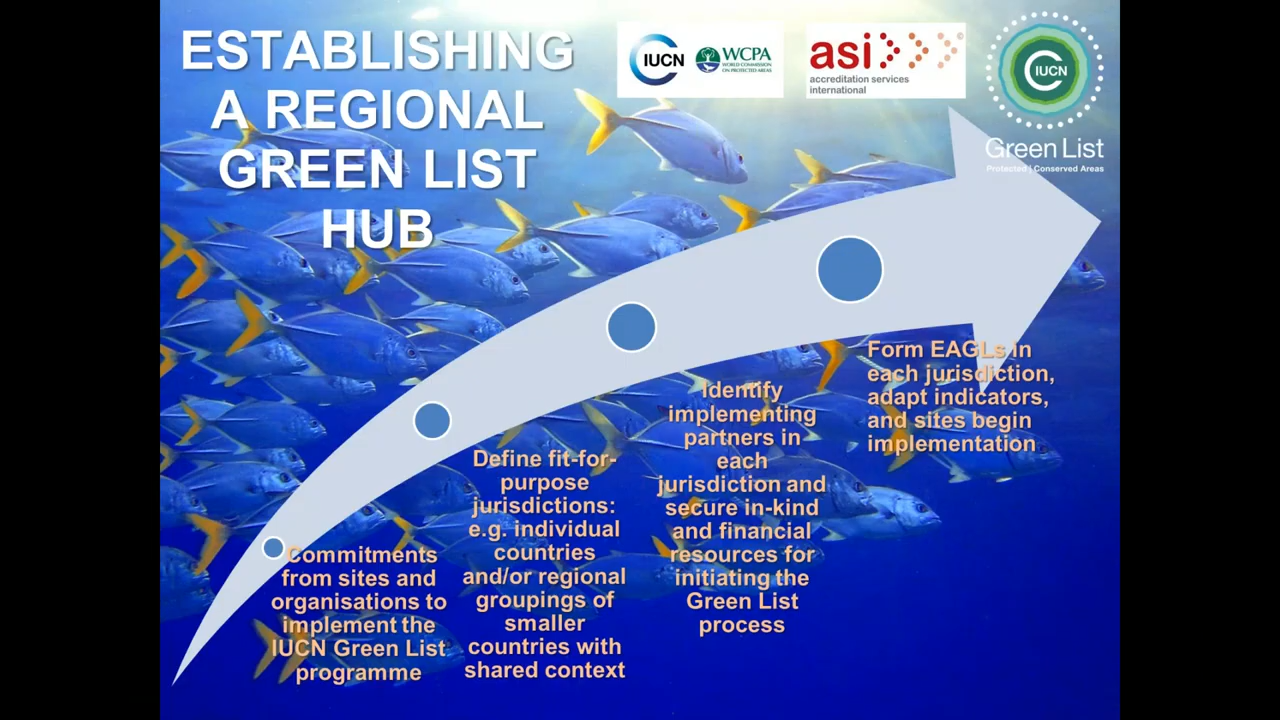 ESTABLISHING
A REGIONAL
GREEN LIST
HUB
IUCN
WCPA
WORLD COMMISSION
ON PROTECTED AREAS
asi
accreditation services
international
IUCN
Green List
Protected | Conserved Areas
Commitments
from sites and
organisations to
implement the
IUCN Green List
programme
Define fit-for-
purpose
jurisdictions:
e.g. individual
countries
and/or regional
groupings of
smaller
countries with
shared context
Identify
implementing
partners in
each
jurisdiction and
secure in-kind
and financial
resources for
initiating the
Green List
process
Form EAGLs in
each jurisdiction,
adapt indicators,
and sites begin
implementation